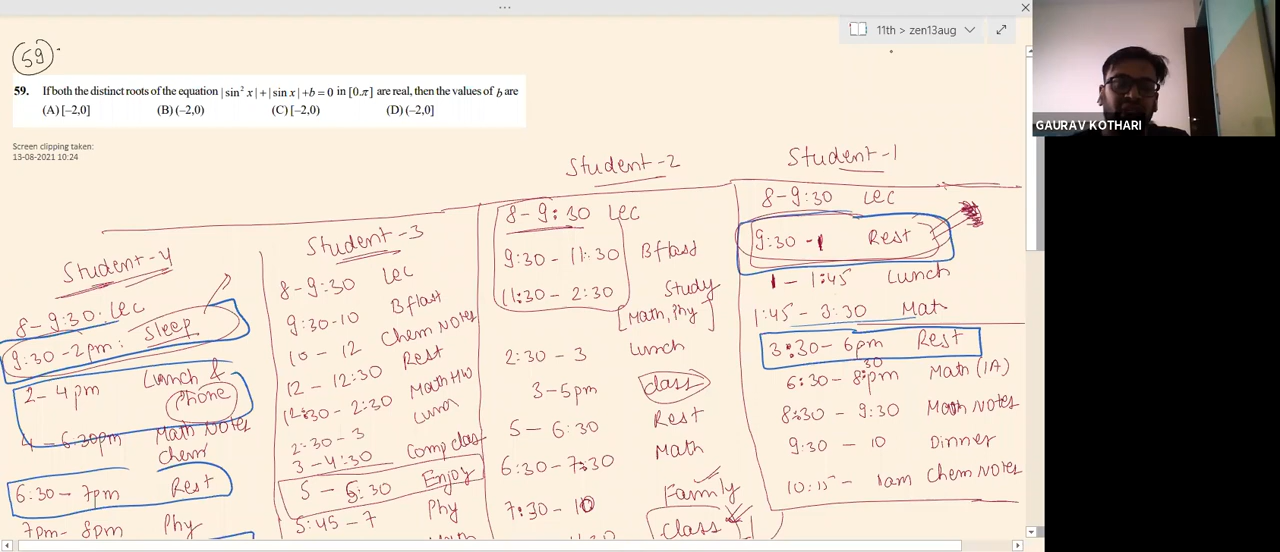 11th > zen13aug
59
59. If both the distinct roots of the equation |sin² x|+|sin x|+b=0 in [0.π] are real, then the values of b are
(A) [–2,0] (B) (–2,0) (C) [–2,0) (D) (–2,0]
Screen clipping taken:
13-08-2021 10:24
GAURAV KOTHARI
Student-4
8-9:30. Lec
9:30-2pm: Sleep
2-4pm Lunch &
Phone
4-6.30pm Math Notes
Chem
6:30-7pm Rest
7pm-8pm Phy
Student-3
8-9:30 Lec
9:30-10 Bfast
10-12 Chem Notes
12-12:30 Rest
12:30-2:30 Math HW
2:30-3 Lunch
3-4:30 Comp class
5-5:30 Enjoy
5:45-7 Phy
Student-2
8-9:30 Lec
9:30-11:30 Bfast
11:30-2:30 Study
[Math, Phy]
2:30-3 Lunch
3-5pm Class
5-6:30 Rest
6:30-7:30 Math
7:30-10 Family
Class
Student-1
8-9:30 Lec
9:30-1 Rest
1-1:45 Lunch
1:45-3:30 Math
3:30-6pm Rest
6:30-8:30pm Math (IA)
8:30-9:30 Math Notes
9:30-10 Dinner
10:15-1am Chem Notes